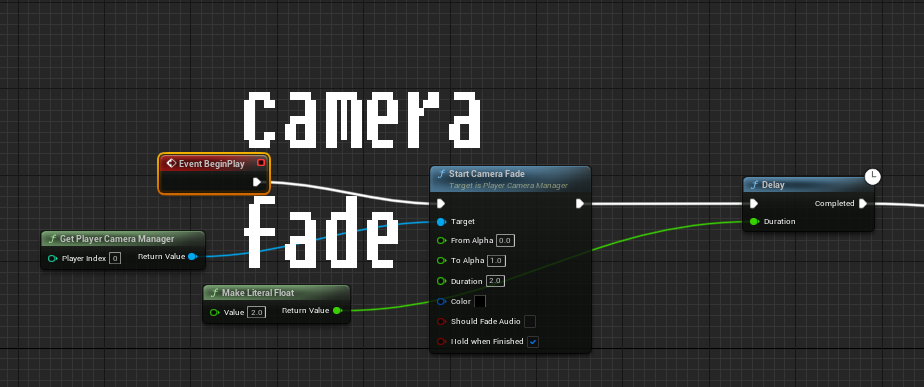 camera
fade
Event BeginPlay
Start Camera Fade
Target is Player Camera Manager
Target
From Alpha 0.0
To Alpha 1.0
Duration 2.0
Color
Should Fade Audio
Hold when Finished
Delay
Completed
Duration
Get Player Camera Manager
Player Index 0 Return Value
Make Literal Float
Value 2.0 Return Value